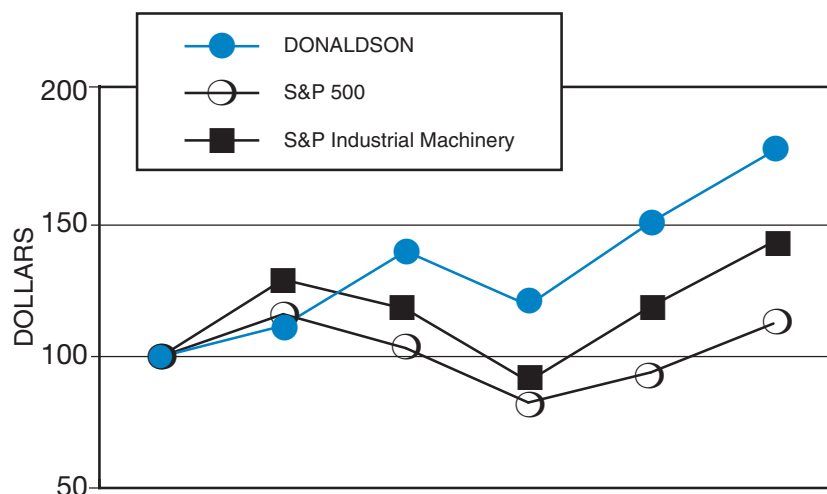 DONALDSON
S&P 500
S&P Industrial Machinery
200
150
100
50
DOLLARS